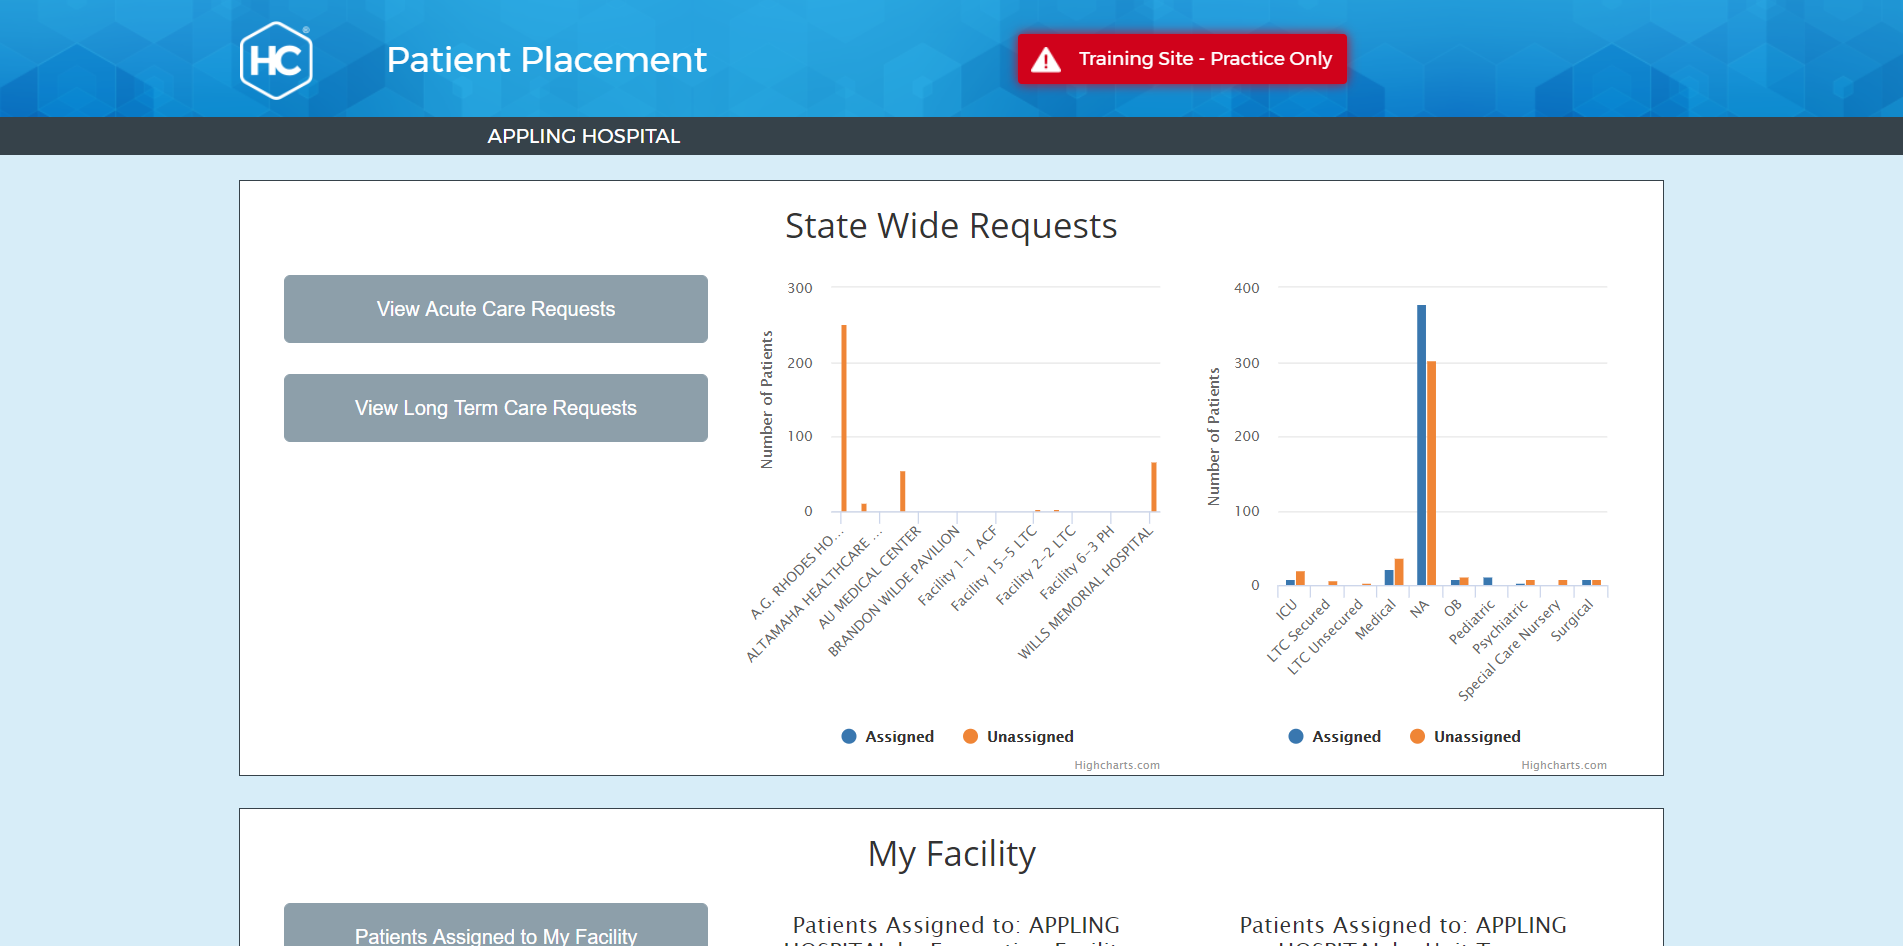 HC®
Patient Placement
Training Site - Practice Only
APPLING HOSPITAL
State Wide Requests
View Acute Care Requests
View Long Term Care Requests
Number of Patients
300
200
100
0
A.G. RHODES HO...
ALTAMAHA HEALTHCARE ...
AU MEDICAL CENTER
BRANDON WILDE PAVILION
Facility 1-1 ACF
Facility 15-5 LTC
Facility 2-2 LTC
Facility 6-3 PH
WILLS MEMORIAL HOSPITAL
Assigned Unassigned
Highcharts.com
Number of Patients
400
300
200
100
0
ICU
LTC Secured
LTC Unsecured
Medical
NA
OB
Pediatric
Psychiatric
Special Care Nursery
Surgical
Assigned Unassigned
Highcharts.com
My Facility
Patients Assigned to My Facility
Patients Assigned to: APPLING
Patients Assigned to: APPLING